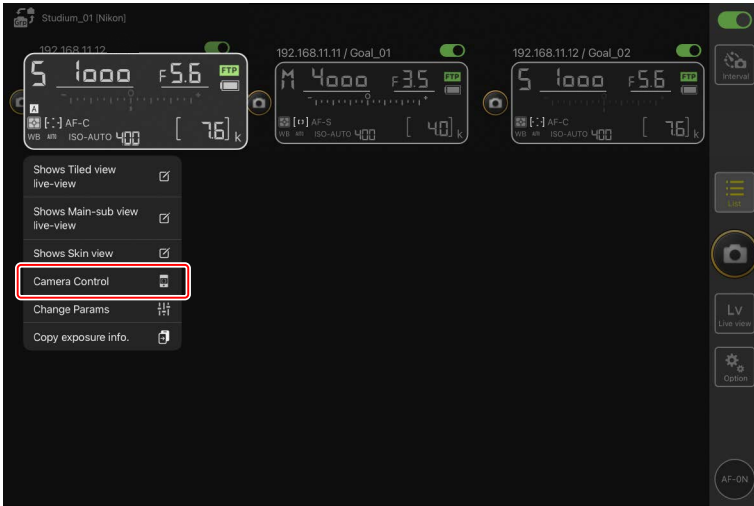 Grp
Studium_01 [Nikon]
192.168.11.12
S 1000 F5.6 FTP
A
[ ] AF-C
WB AUTO ISO-AUTO 400 [ 7.6] k
192.168.11.11 / Goal_01
M 4000 F3.5 FTP
[ ] AF-S
WB AUTO ISO-AUTO 400 [ 4.0] k
192.168.11.12 / Goal_02
S 1000 F5.6 FTP
[ ] AF-C
WB AUTO ISO-AUTO 400 [ 7.6] k
Shows Tiled view
live-view
Shows Main-sub view
live-view
Shows Skin view
Camera Control
Change Params
Copy exposure info.
Interval
List
Lv
Live view
Option
AF-ON